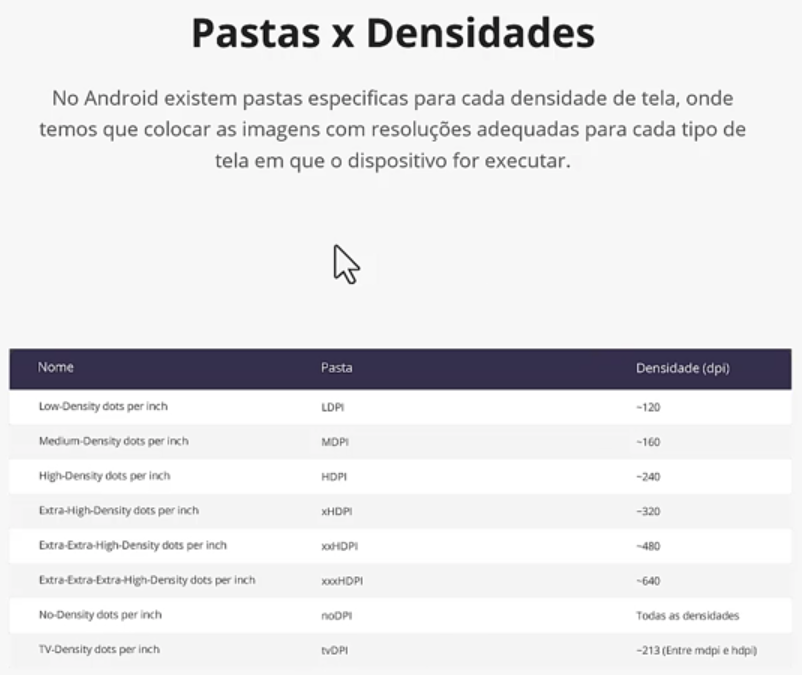 Pastas x Densidades
No Android existem pastas especificas para cada densidade de tela, onde
temos que colocar as imagens com resoluções adequadas para cada tipo de
tela em que o dispositivo for executar.
Nome Pasta Densidade (dpi)
Low-Density dots per inch LDPI ~120
Medium-Density dots per inch MDPI ~160
High-Density dots per inch HDPI ~240
Extra-High-Density dots per inch xHDPI ~320
Extra-Extra-High-Density dots per inch xxHDPI ~480
Extra-Extra-Extra-High-Density dots per inch xxxHDPI ~640
No-Density dots per inch noDPI Todas as densidades
TV-Density dots per inch tvDPI ~213 (Entre mdpi e hdpi)